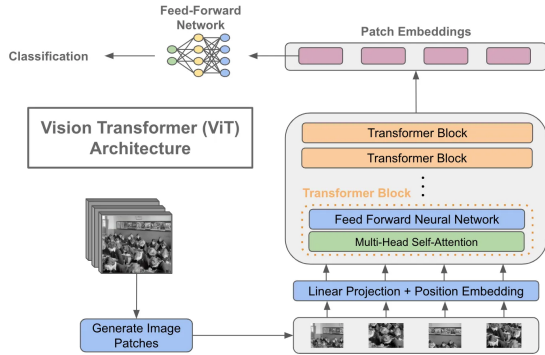 Feed-Forward
Network
Patch Embeddings
Classification
Vision Transformer (ViT)
Architecture
Transformer Block
Transformer Block
Transformer Block
Feed Forward Neural Network
Multi-Head Self-Attention
Linear Projection + Position Embedding
Generate Image
Patches